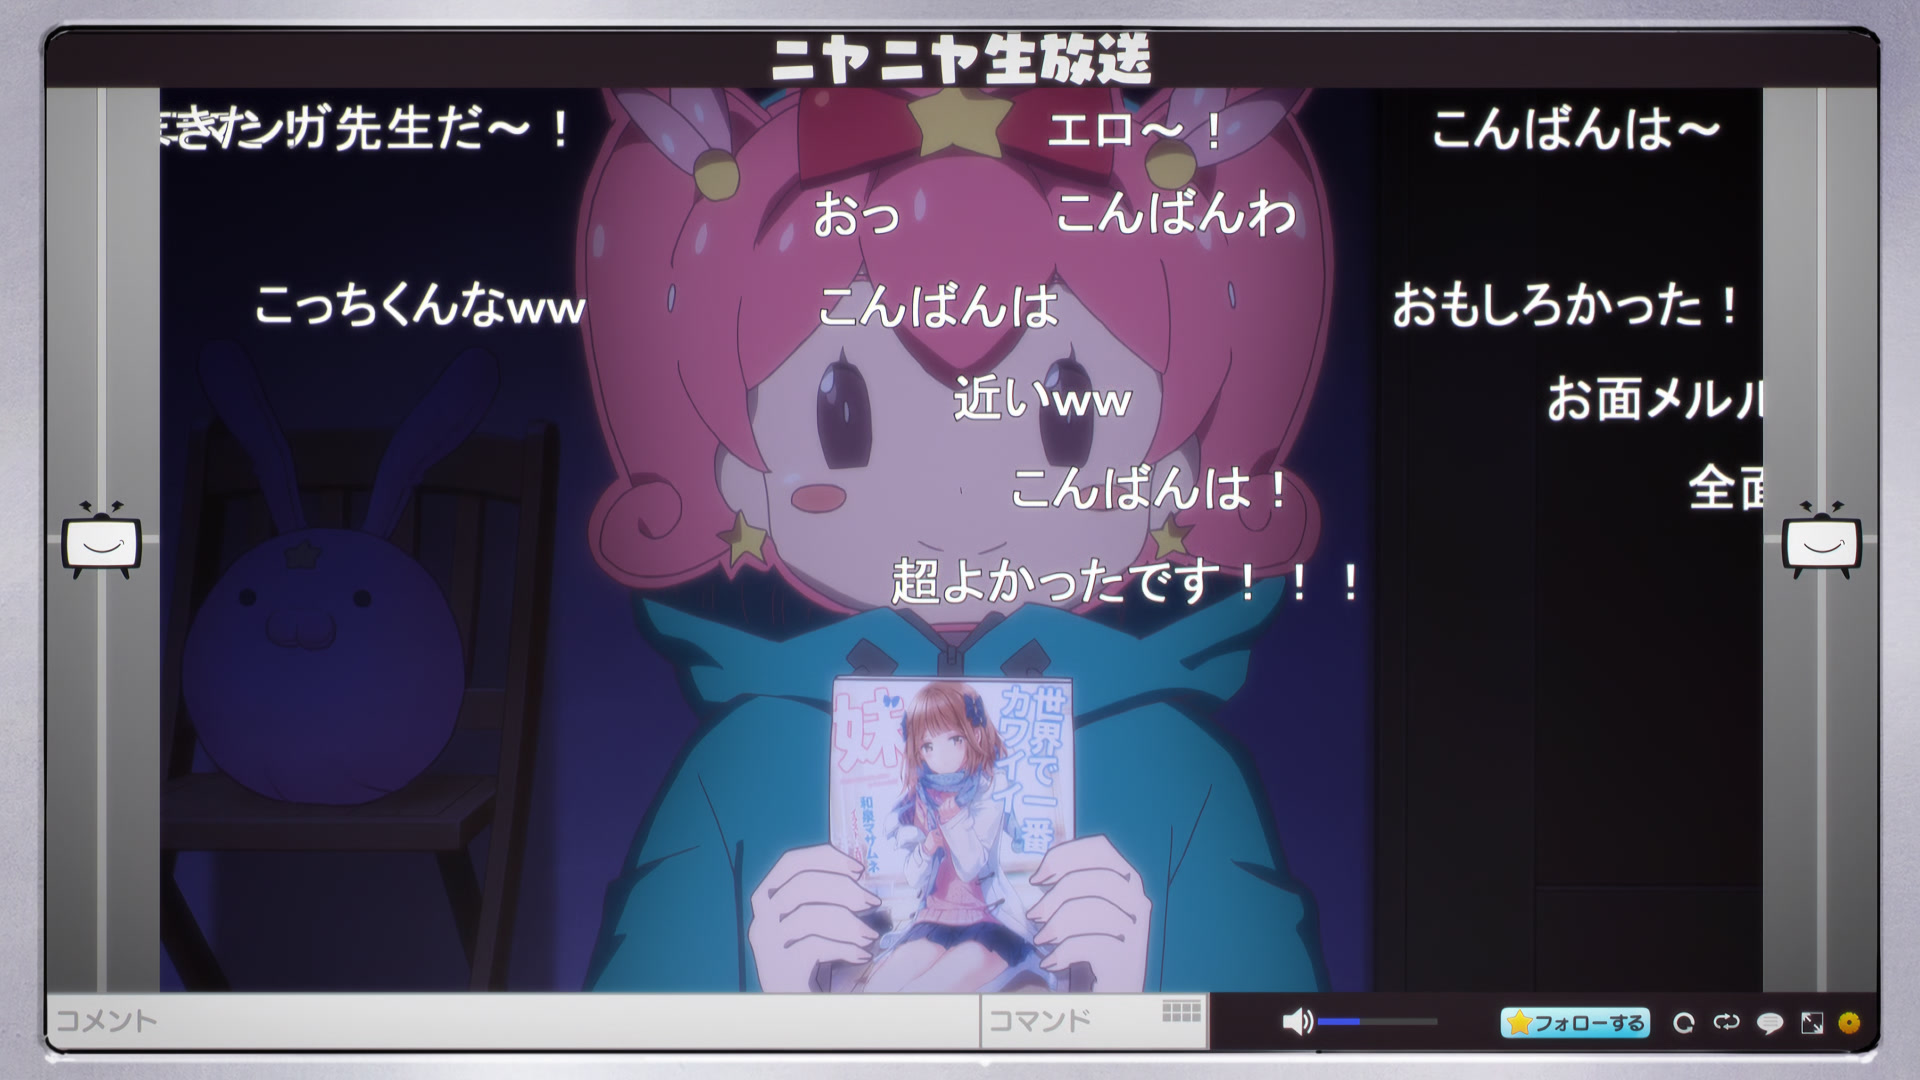 ニヤニヤ生放送
きたン!!ガ先生だ～！
エロ～！
こんばんは～
おっ
こんばんわ
こっちくんなww
こんばんは
おもしろかった！
近いww
お面メルル
こんばんは！
全面
超よかったです！！！
世界で一番
カワイイ
妹
和泉マサムネ
コメント
コマンド
フォローする